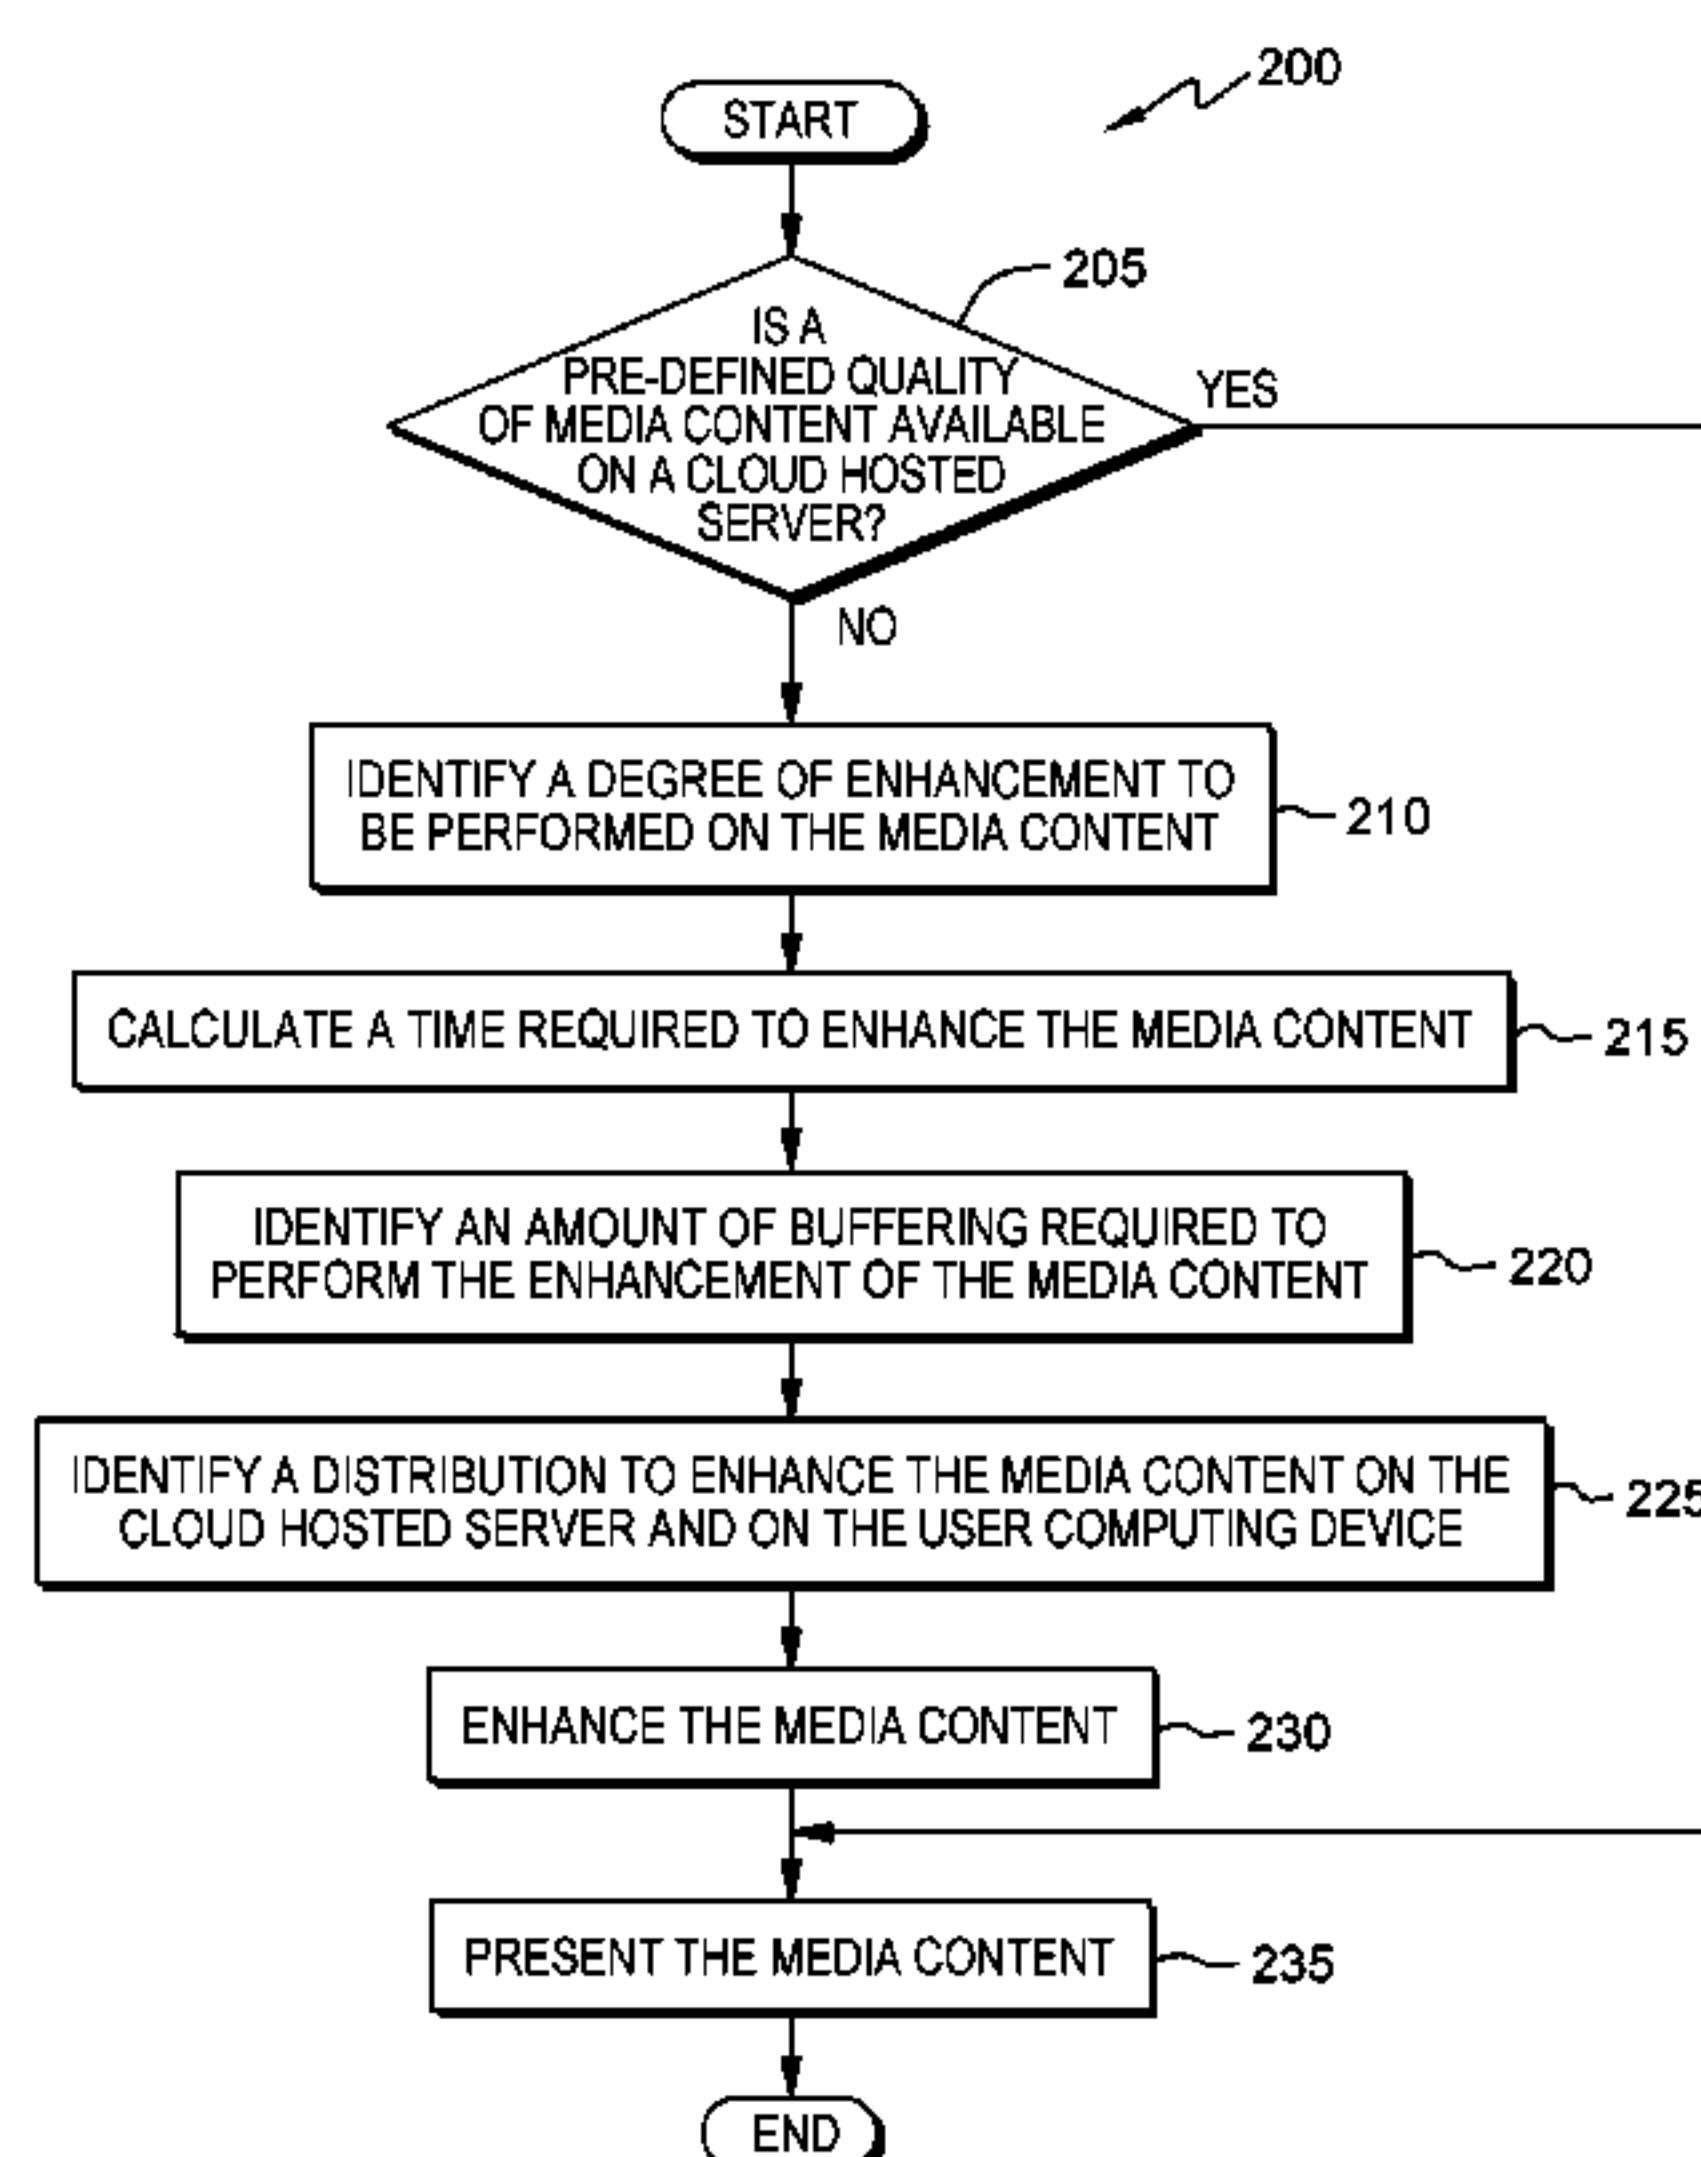 200
START
205
IS A
PRE-DEFINED QUALITY
OF MEDIA CONTENT AVAILABLE
ON A CLOUD HOSTED
SERVER?
YES
NO
IDENTIFY A DEGREE OF ENHANCEMENT TO
BE PERFORMED ON THE MEDIA CONTENT
210
CALCULATE A TIME REQUIRED TO ENHANCE THE MEDIA CONTENT
215
IDENTIFY AN AMOUNT OF BUFFERING REQUIRED TO
PERFORM THE ENHANCEMENT OF THE MEDIA CONTENT
220
IDENTIFY A DISTRIBUTION TO ENHANCE THE MEDIA CONTENT ON THE
CLOUD HOSTED SERVER AND ON THE USER COMPUTING DEVICE
225
ENHANCE THE MEDIA CONTENT
230
PRESENT THE MEDIA CONTENT
235
END